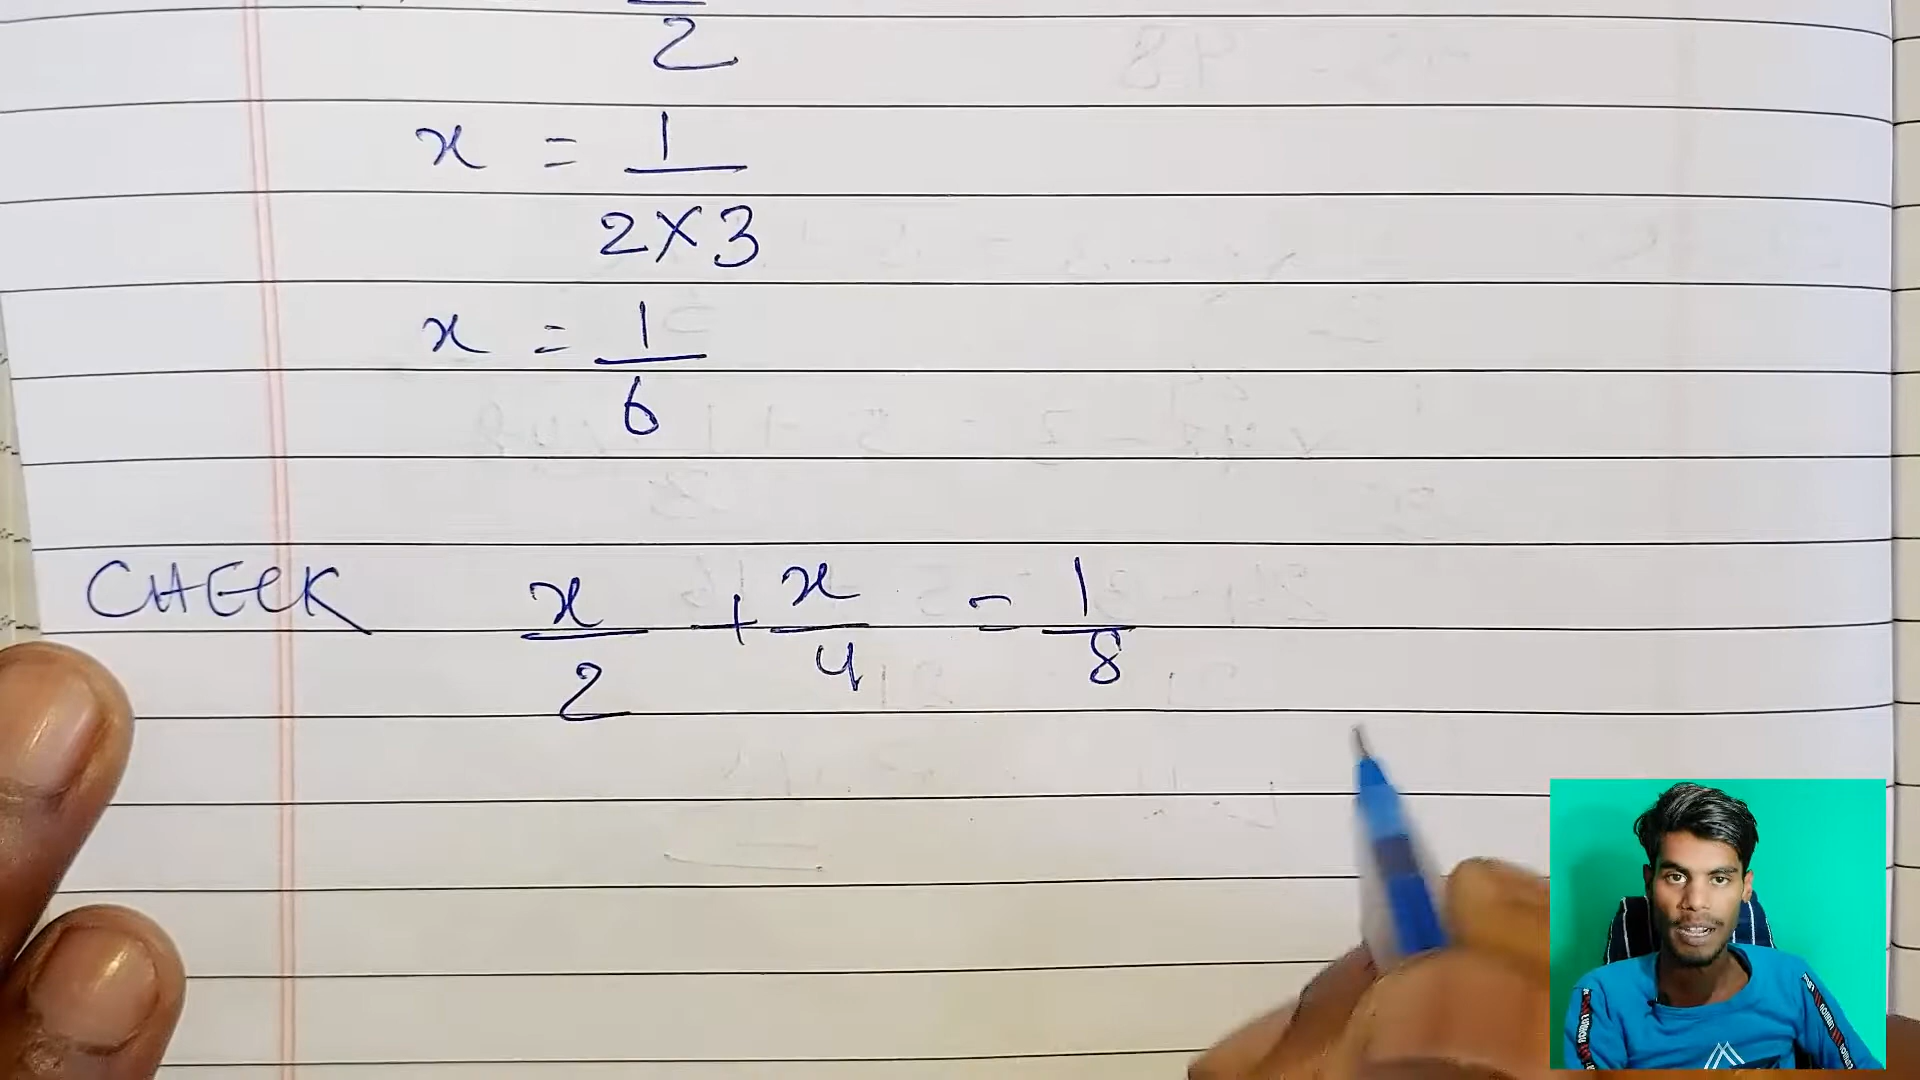 2
x = 1
2×3
x = 1
6
CHECK x/2 + x/4 = 1/8